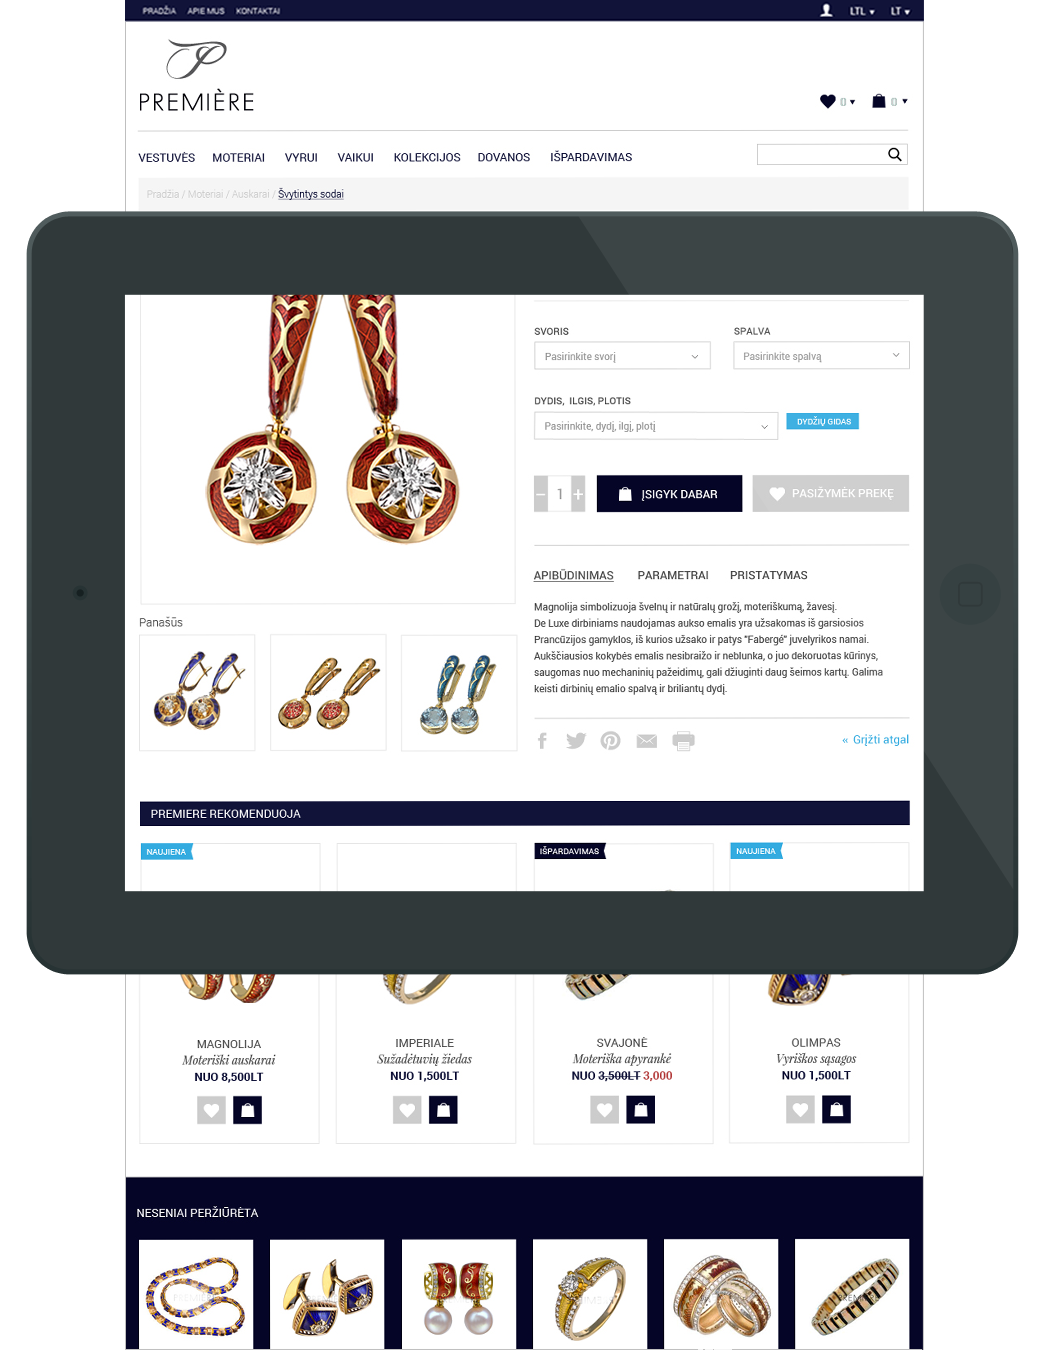 PRADŽIA APIE MUS KONTAKTAI LTL LT
PREMIÈRE
0 0
VESTUVĖS MOTERIAI VYRUI VAIKUI KOLEKCIJOS DOVANOS IŠPARDAVIMAS
Pradžia / Moteriai / Auskarai / Švytintys sodai
SVORIS SPALVA
Pasirinkite svorį Pasirinkite spalvą
DYDIS, ILGIS, PLOTIS
Pasirinkite, dydį, ilgį, plotį DYDŽIŲ GIDAS
− 1 + ĮSIGYK DABAR PASIŽYMĖK PREKĘ
APIBŪDINIMAS PARAMETRAI PRISTATYMAS
Magnolija simbolizuoja švelnų ir natūralų grožį, moteriškumą, žavesį.
De Luxe dirbiniams naudojamas aukso emalis yra užsakomas iš garsiosios
Prancūzijos gamyklos, iš kurios užsako ir patys "Fabergé" juvelyrikos namai.
Aukščiausios kokybės emalis nesibraižo ir neblunka, o juo dekoruotas kūrinys,
saugomas nuo mechaninių pažeidimų, gali džiuginti daug šeimos kartų. Galima
keisti dirbinių emalio spalvą ir briliantų dydį.
« Grįžti atgal
Panašūs
PREMIERE REKOMENDUOJA
NAUJIENA IŠPARDAVIMAS NAUJIENA
MAGNOLIJA IMPERIALE SVAJONĖ OLIMPAS
Moteriški auskarai Sužadėtuvių žiedas Moteriška apyrankė Vyriškos sąsagos
NUO 8,500LT NUO 1,500LT NUO 3,500LT 3,000 NUO 1,500LT
NESENIAI PERŽIŪRĖTA